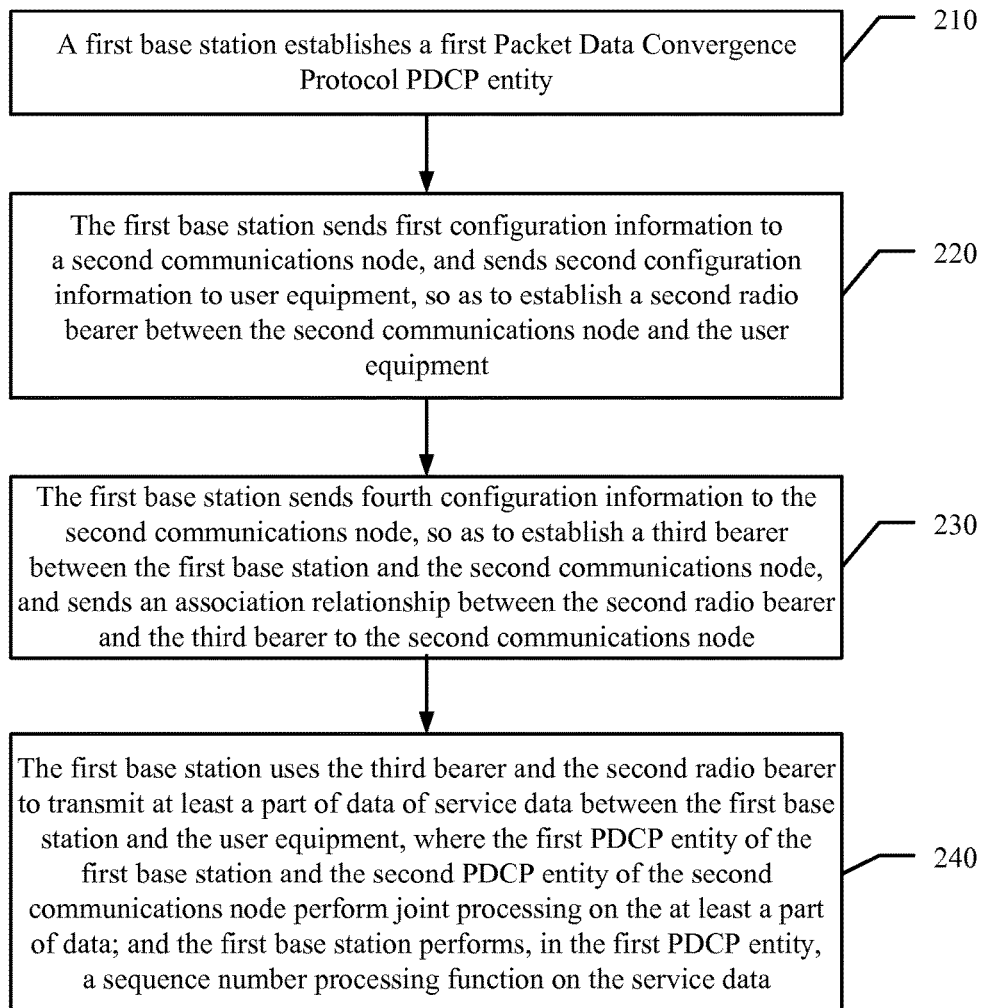 A first base station establishes a first Packet Data Convergence
Protocol PDCP entity
210
The first base station sends first configuration information to
a second communications node, and sends second configuration
information to user equipment, so as to establish a second radio
bearer between the second communications node and the user
equipment
220
The first base station sends fourth configuration information to the
second communications node, so as to establish a third bearer
between the first base station and the second communications node,
and sends an association relationship between the second radio bearer
and the third bearer to the second communications node
230
The first base station uses the third bearer and the second radio bearer
to transmit at least a part of data of service data between the first base
station and the user equipment, where the first PDCP entity of the
first base station and the second PDCP entity of the second
communications node perform joint processing on the at least a part
of data; and the first base station performs, in the first PDCP entity,
a sequence number processing function on the service data
240